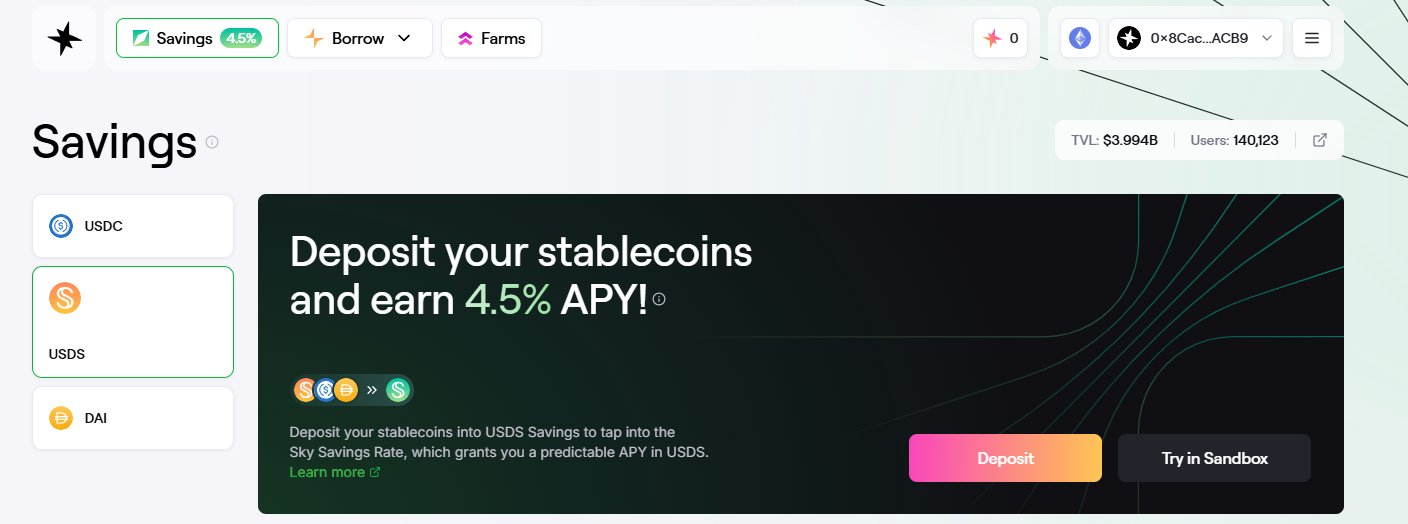 Savings 4.5% Borrow Farms 0 0×8Cac...ACB9
Savings
TVL: $3.994B Users: 140,123
USDC
USDS
DAI
Deposit your stablecoins
and earn 4.5% APY!
Deposit your stablecoins into USDS Savings to tap into the
Sky Savings Rate, which grants you a predictable APY in USDS.
Learn more
Deposit Try in Sandbox